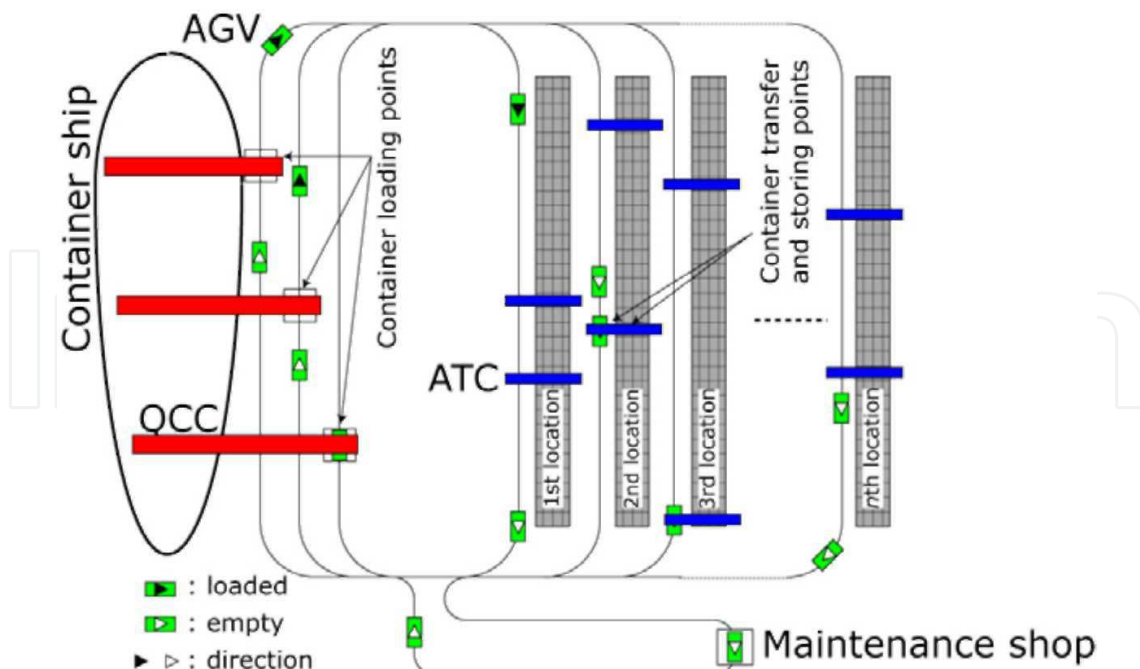 AGV
Container ship
Container loading points
Container transfer
and storing points
QCC
ATC
1st location
2nd location
3rd location
nth location
: loaded
: empty
: direction
Maintenance shop